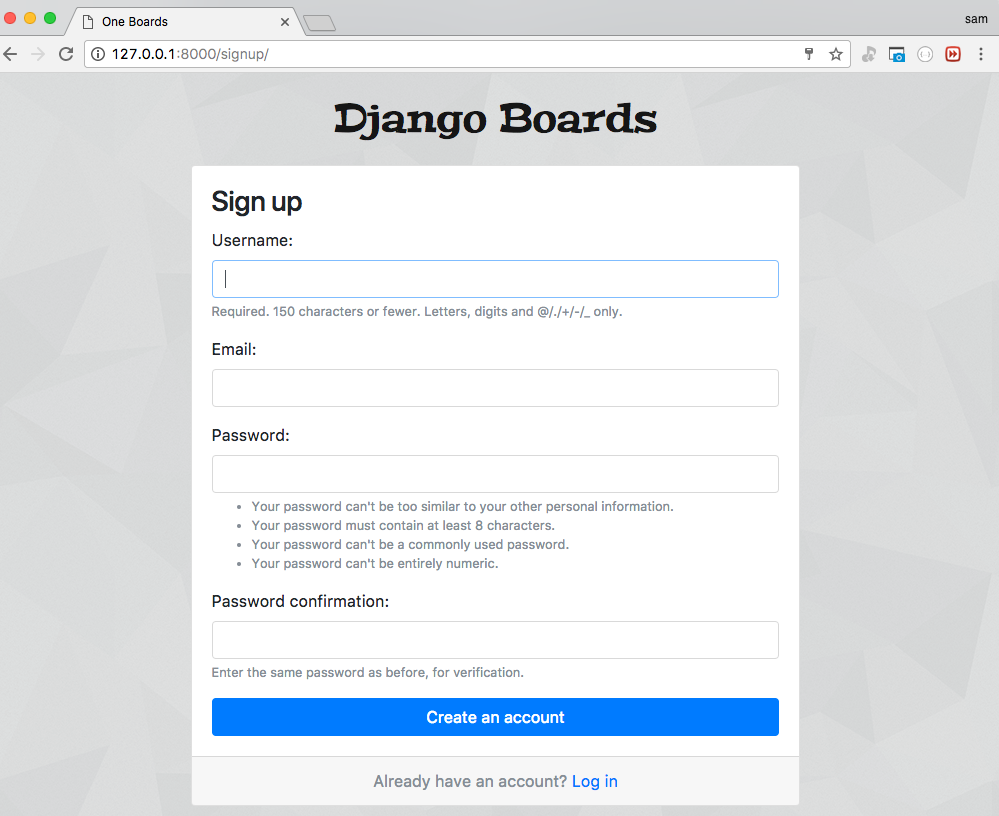 One Boards
sam
127.0.0.1:8000/signup/
Django Boards
Sign up
Username:
Required. 150 characters or fewer. Letters, digits and @/./+/-/_ only.
Email:
Password:
• Your password can't be too similar to your other personal information.
• Your password must contain at least 8 characters.
• Your password can't be a commonly used password.
• Your password can't be entirely numeric.
Password confirmation:
Enter the same password as before, for verification.
Create an account
Already have an account? Log in